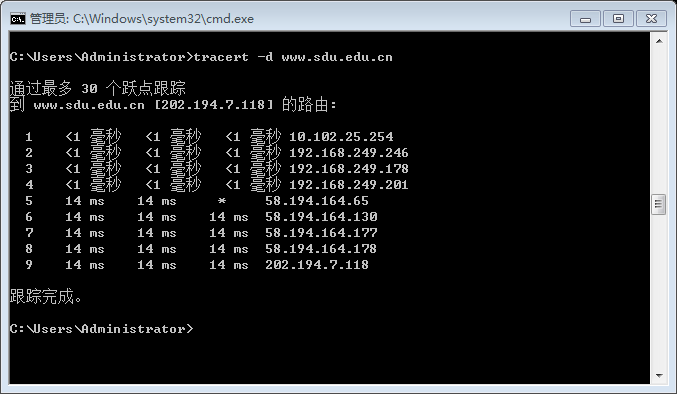 管理员: C:\Windows\system32\cmd.exe
C:\Users\Administrator>tracert -d www.sdu.edu.cn
通过最多 30 个跃点跟踪
到 www.sdu.edu.cn [202.194.7.118] 的路由:
1 <1 毫秒 <1 毫秒 <1 毫秒 10.102.25.254
2 <1 毫秒 <1 毫秒 <1 毫秒 192.168.249.246
3 <1 毫秒 <1 毫秒 <1 毫秒 192.168.249.178
4 <1 毫秒 <1 毫秒 <1 毫秒 192.168.249.201
5 14 ms 14 ms * 58.194.164.65
6 14 ms 14 ms 14 ms 58.194.164.130
7 14 ms 14 ms 14 ms 58.194.164.177
8 14 ms 14 ms 14 ms 58.194.164.178
9 14 ms 14 ms 14 ms 202.194.7.118
跟踪完成。
C:\Users\Administrator>